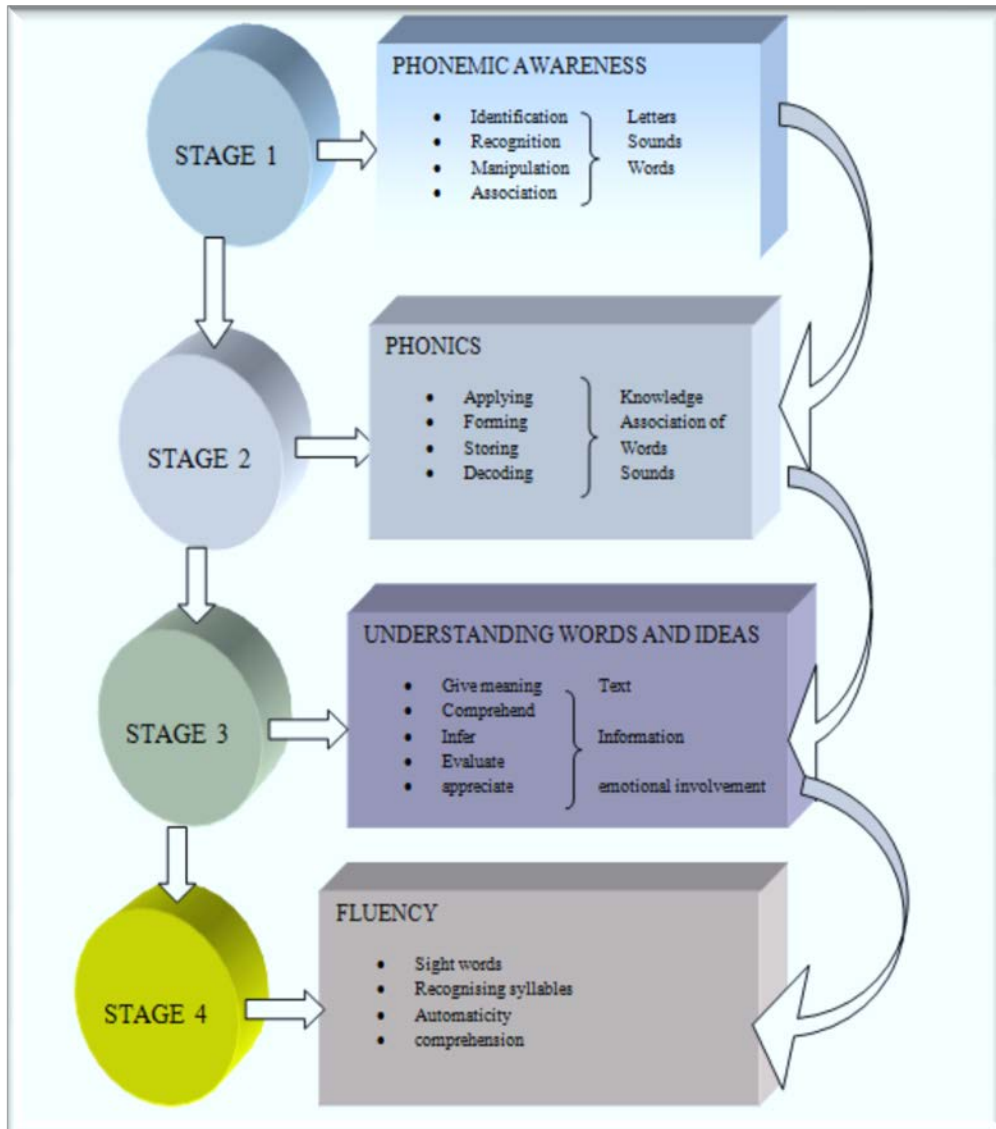 STAGE 1
PHONEMIC AWARENESS
• Identification Letters
• Recognition Sounds
• Manipulation Words
• Association
STAGE 2
PHONICS
• Applying Knowledge
• Forming Association of
• Storing Words
• Decoding Sounds
STAGE 3
UNDERSTANDING WORDS AND IDEAS
• Give meaning Text
• Comprehend
• Infer Information
• Evaluate
• appreciate emotional involvement
STAGE 4
FLUENCY
• Sight words
• Recognising syllables
• Automaticity
• comprehension